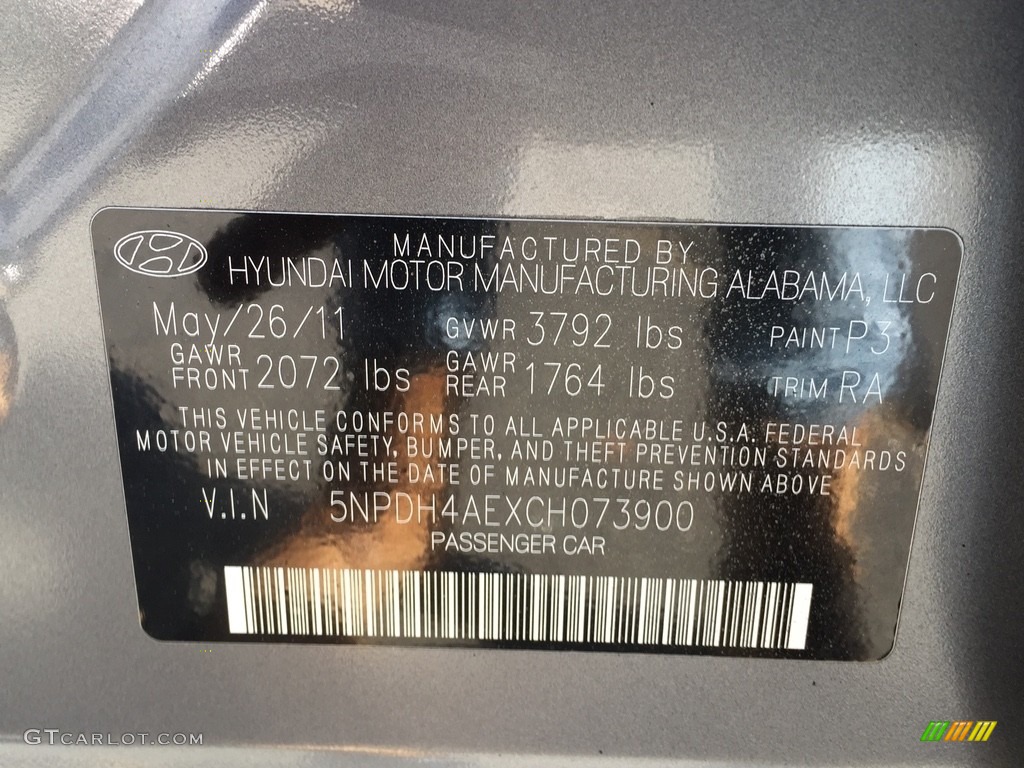 MANUFACTURED BY
HYUNDAI MOTOR MANUFACTURING ALABAMA, LLC
May/26/11 GVWR 3792 lbs PAINT P3
GAWR FRONT 2072 lbs GAWR REAR 1764 lbs TRIM RA
THIS VEHICLE CONFORMS TO ALL APPLICABLE U.S.A. FEDERAL
MOTOR VEHICLE SAFETY, BUMPER, AND THEFT PREVENTION STANDARDS
IN EFFECT ON THE DATE OF MANUFACTURE SHOWN ABOVE
V.I.N 5NPDH4AEXCH073900
PASSENGER CAR
GTCARLOT.COM